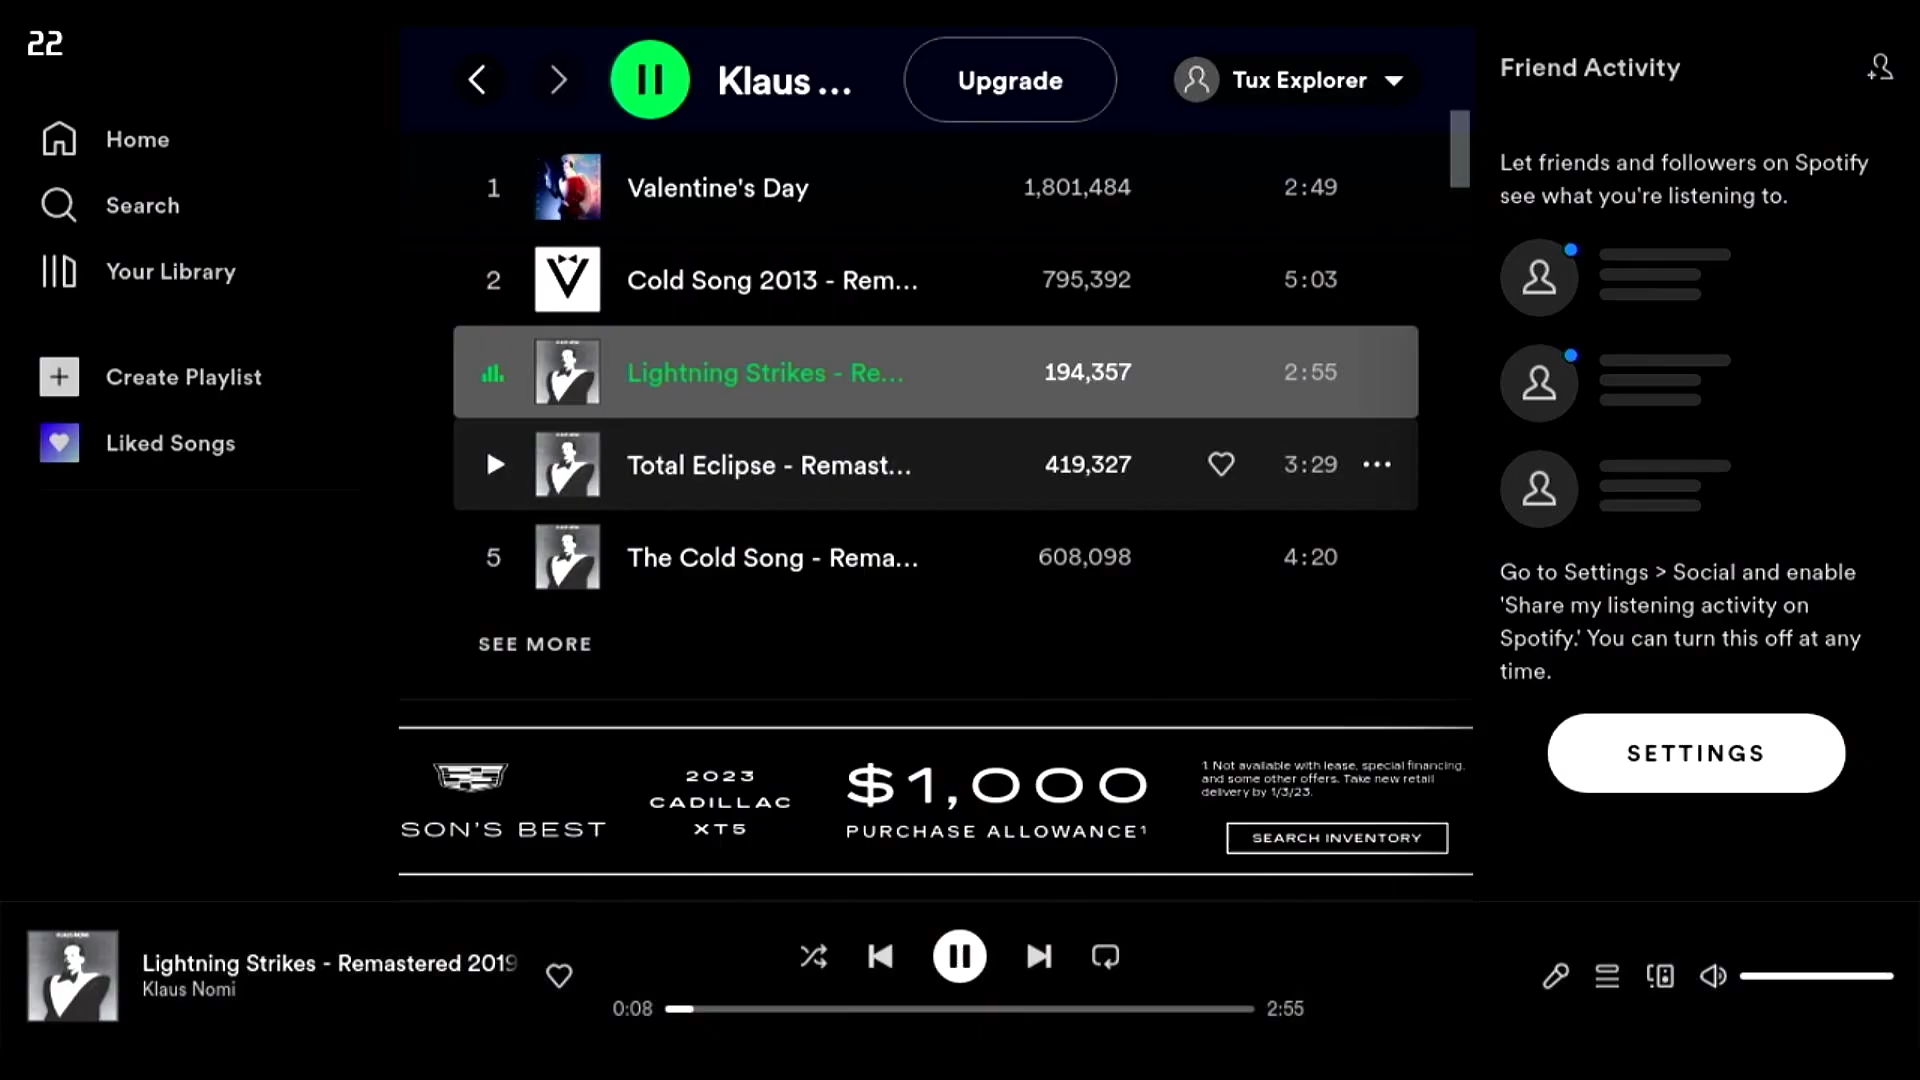 22
Home
Search
Your Library
Create Playlist
Liked Songs
Klaus ...
Upgrade
Tux Explorer
1 Valentine's Day 1,801,484 2:49
2 Cold Song 2013 - Rem... 795,392 5:03
Lightning Strikes - Re... 194,357 2:55
Total Eclipse - Remast... 419,327 3:29
5 The Cold Song - Rema... 608,098 4:20
SEE MORE
SON'S BEST
2023
CADILLAC
XT5
$1,000
PURCHASE ALLOWANCE¹
1. Not available with lease, special financing,
and some other offers. Take new retail
delivery by 1/3/23.
SEARCH INVENTORY
Friend Activity
Let friends and followers on Spotify
see what you're listening to.
Go to Settings > Social and enable
'Share my listening activity on
Spotify.' You can turn this off at any
time.
SETTINGS
Lightning Strikes - Remastered 2019
Klaus Nomi
0:08
2:55